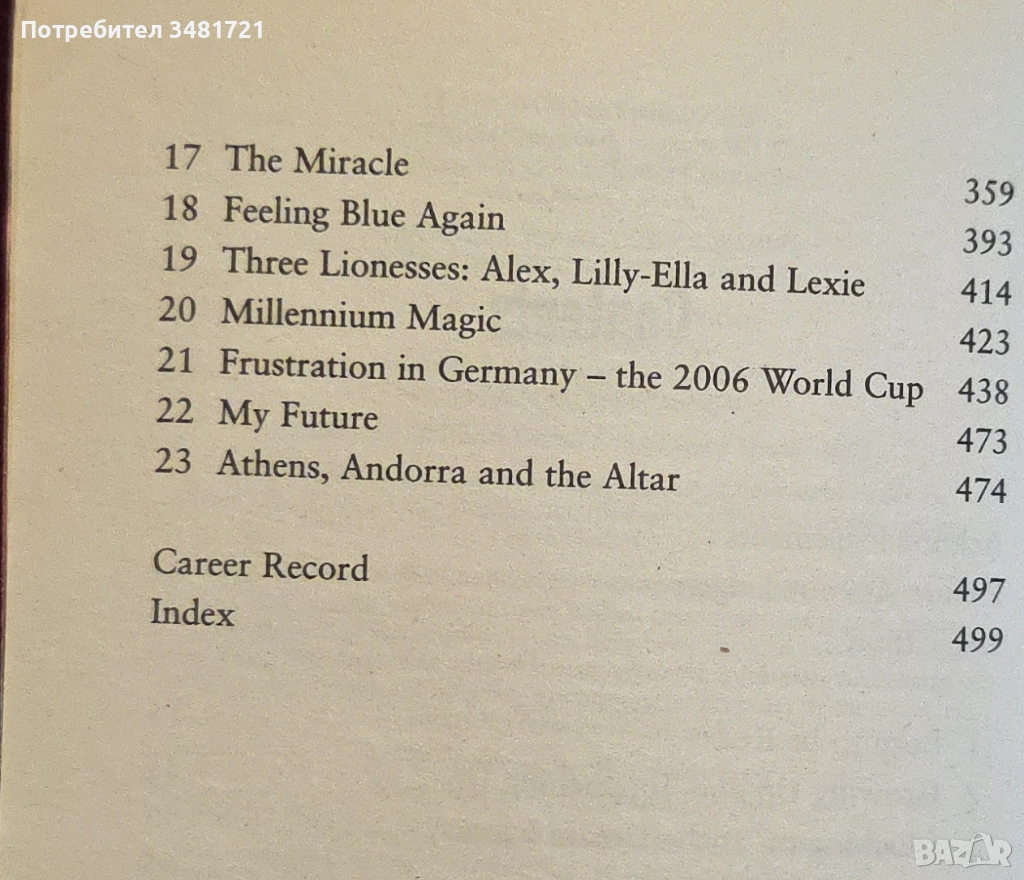 Потребител 3481721
17 The Miracle 359
18 Feeling Blue Again 393
19 Three Lionesses: Alex, Lilly-Ella and Lexie 414
20 Millennium Magic 423
21 Frustration in Germany – the 2006 World Cup 438
22 My Future 473
23 Athens, Andorra and the Altar 474
Career Record 497
Index 499
BAZAR